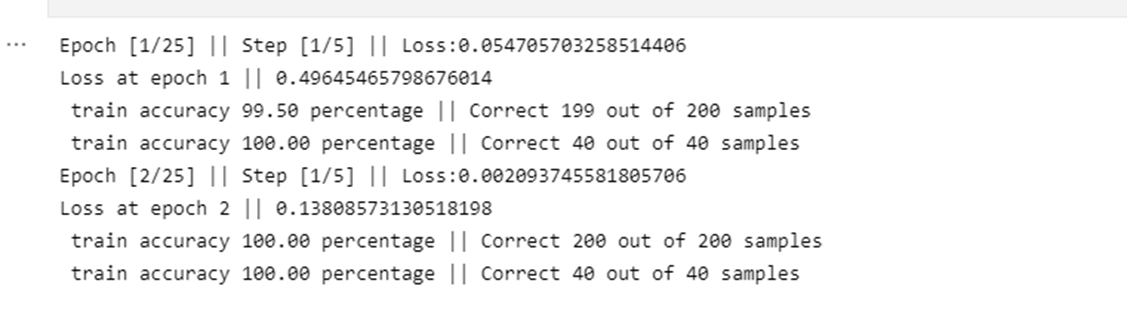 Epoch [1/25] || Step [1/5] || Loss:0.054705703258514406
Loss at epoch 1 || 0.49645465798676014
train accuracy 99.50 percentage || Correct 199 out of 200 samples
train accuracy 100.00 percentage || Correct 40 out of 40 samples
Epoch [2/25] || Step [1/5] || Loss:0.002093745581805706
Loss at epoch 2 || 0.13808573130518198
train accuracy 100.00 percentage || Correct 200 out of 200 samples
train accuracy 100.00 percentage || Correct 40 out of 40 samples